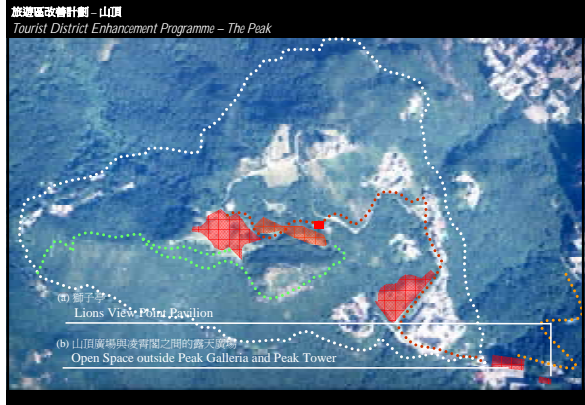 旅遊區改善計劃 – 山頂
Tourist District Enhancement Programme – The Peak
(a) 獅子亭
Lions View Point Pavilion
(b) 山頂廣場與凌霄閣之間的露天廣場
Open Space outside Peak Galleria and Peak Tower